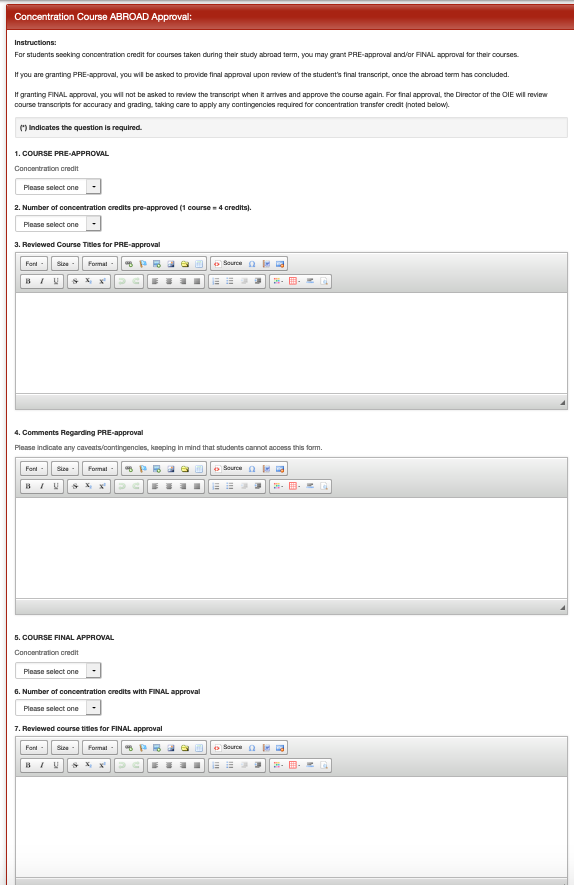 Concentration Course ABROAD Approval:
Instructions:
For students seeking concentration credit for courses taken during their study abroad term, you may grant PRE-approval and/or FINAL approval for their courses.
If you are granting PRE-approval, you will be asked to provide final approval upon review of the student's final transcript, once the abroad term has concluded.
If granting FINAL approval, you will not be asked to review the transcript when it arrives and approve the course again. For final approval, the Director of the OIE will review
course transcripts for accuracy and grading, taking care to apply any contingencies required for concentration transfer credit (noted below).
(*) Indicates the question is required.
1. COURSE PRE-APPROVAL
Concentration credit
Please select one
2. Number of concentration credits pre-approved (1 course = 4 credits).
Please select one
3. Reviewed Course Titles for PRE-approval
Font Size Format Source Ω
B I U S X₂ X²
4. Comments Regarding PRE-approval
Please indicate any caveats/contingencies, keeping in mind that students cannot access this form.
Font Size Format Source Ω
B I U S X₂ X²
5. COURSE FINAL APPROVAL
Concentration credit
Please select one
6. Number of concentration credits with FINAL approval
Please select one
7. Reviewed course titles for FINAL approval
Font Size Format Source Ω
B I U S X₂ X²